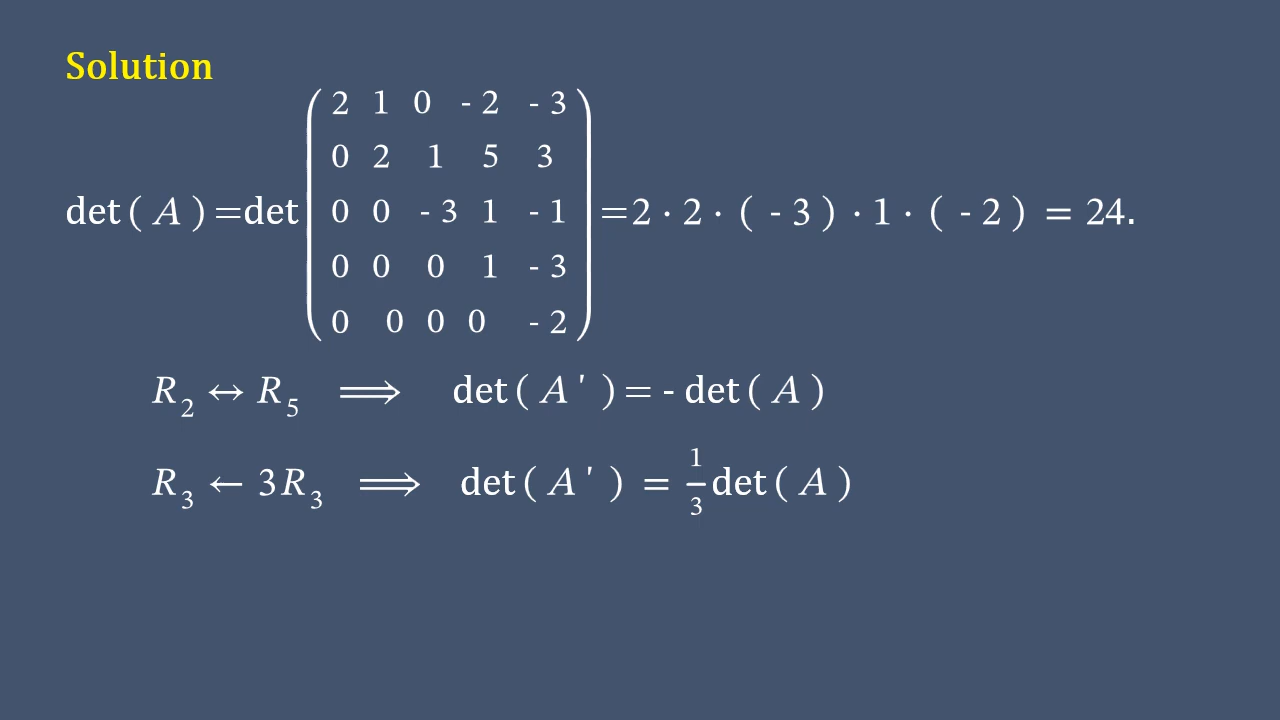 Solution
2 1 0 - 2 - 3
0 2 1 5 3
det ( A ) = det 0 0 - 3 1 - 1 = 2 · 2 · ( - 3 ) · 1 · ( - 2 ) = 24.
0 0 0 1 - 3
0 0 0 0 - 2
R₂ ↔ R₅ ⟹ det ( A ' ) = - det ( A )
R₃ ← 3R₃ ⟹ det ( A ' ) = 1/3 det ( A )